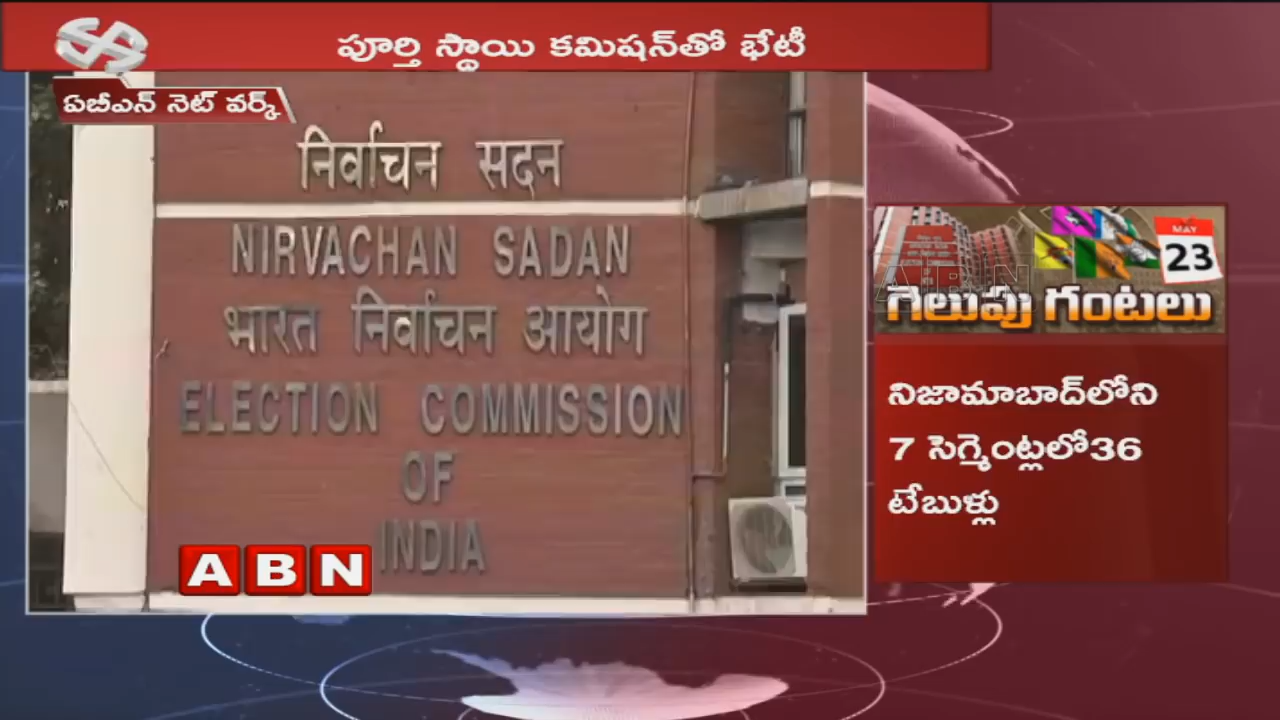 పూర్తి స్థాయి కమిషన్‌తో భేటీ
ఏబీఎన్ నెట్ వర్క్
निर्वाचन सदन
NIRVACHAN SADAN
भारत निर्वाचन आयोग
ELECTION COMMISSION
OF
INDIA
ABN
MAY
23
ABN
గెలుపు గంటలు
నిజామాబాద్‌లోని
7 సెగ్మెంట్లలో36
టేబుళ్లు